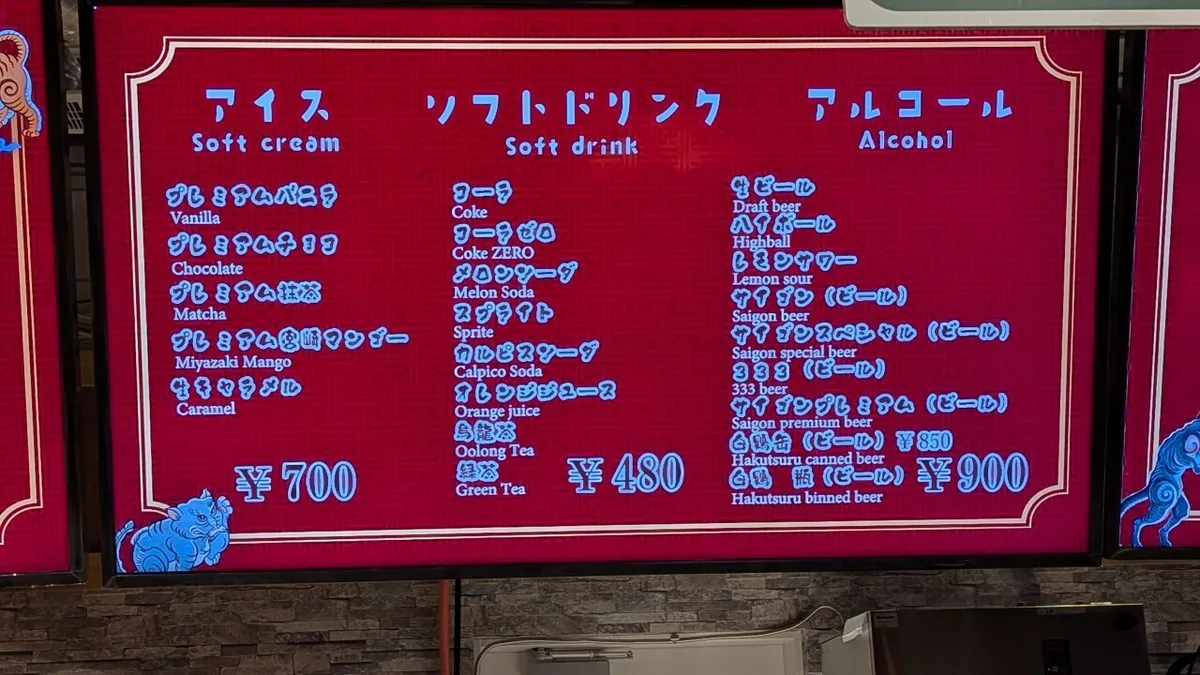 アイス
Soft cream
プレミアムバニラ
Vanilla
プレミアムチョコ
Chocolate
プレミアム抹茶
Matcha
プレミアム宮崎マンゴー
Miyazaki Mango
生キャラメル
Caramel
¥700
ソフトドリンク
Soft drink
コーラ
Coke
コーラゼロ
Coke ZERO
メロンソーダ
Melon Soda
スプライト
Sprite
カルピスソーダ
Calpico Soda
オレンジジュース
Orange juice
烏龍茶
Oolong Tea
緑茶
Green Tea
¥480
アルコール
Alcohol
生ビール
Draft beer
ハイボール
Highball
レモンサワー
Lemon sour
サイゴン（ビール）
Saigon beer
サイゴンスペシャル（ビール）
Saigon special beer
333（ビール）
333 beer
サイゴンプレミアム（ビール）
Saigon premium beer
白鶴缶（ビール）¥850
Hakutsuru canned beer
白鶴 瓶（ビール）¥900
Hakutsuru binned beer